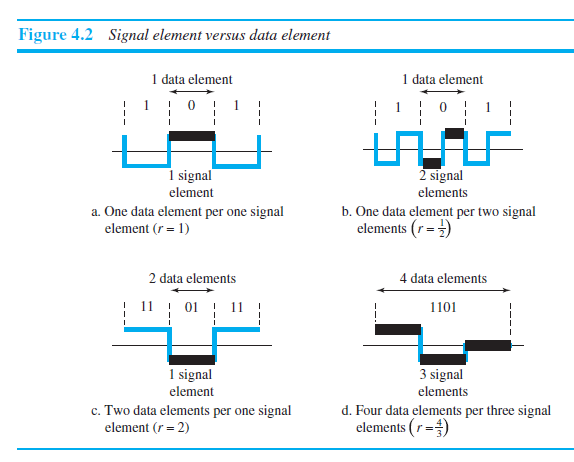 Figure 4.2 Signal element versus data element
1 data element
1 0 1
1 signal
element
a. One data element per one signal
element (r = 1)
1 data element
1 0 1
2 signal
elements
b. One data element per two signal
elements (r = 1/2)
2 data elements
11 01 11
1 signal
element
c. Two data elements per one signal
element (r = 2)
4 data elements
1101
3 signal
elements
d. Four data elements per three signal
elements (r = 4/3)